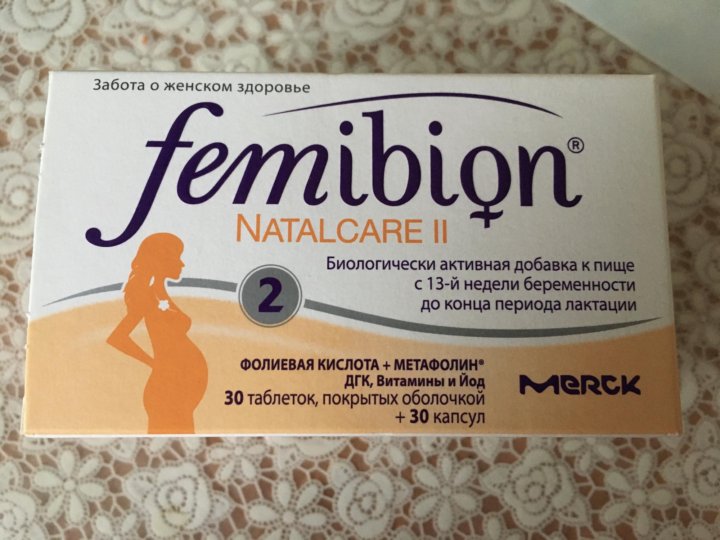 Забота о женском здоровье
femibion®
NATALCARE II
Биологически активная добавка к пище
с 13-й недели беременности
до конца периода лактации
2
ФОЛИЕВАЯ КИСЛОТА + МЕТАФОЛИН®
ДГК, Витамины и Йод
30 таблеток, покрытых оболочкой
+ 30 капсул
MERCK